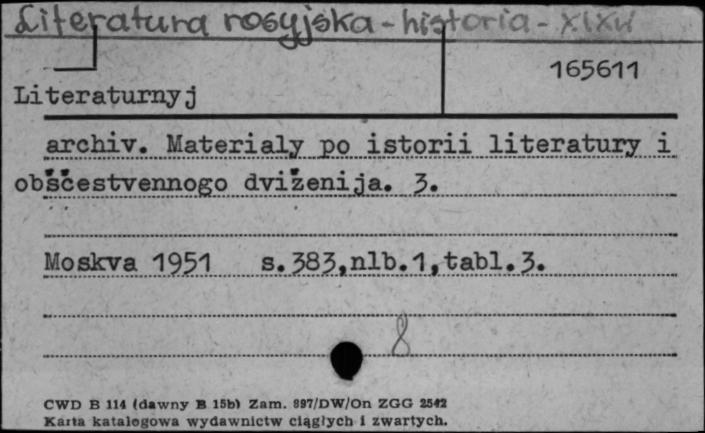 Literatura rosyjska - historia - XIX w
165611
Literaturnyj
archiv. Materialy po istorii literatury i
obščestvennogo dviženija. 3.
Moskva 1951 s.383,nlb.1,tabl.3.
8
CWD B 114 (dawny B 15b) Zam. 897/DW/On ZGG 2542
Karta katalogowa wydawnictw ciągłych i zwartych.